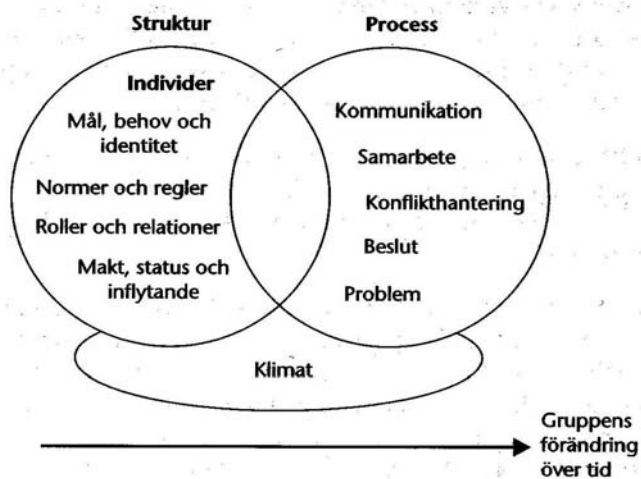 Struktur
Process
Individer
Mål, behov och
identitet
Normer och regler
Roller och relationer
Makt, status och
inflytande
Kommunikation
Samarbete
Konflikthantering
Beslut
Problem
Klimat
Gruppens
förändring
över tid